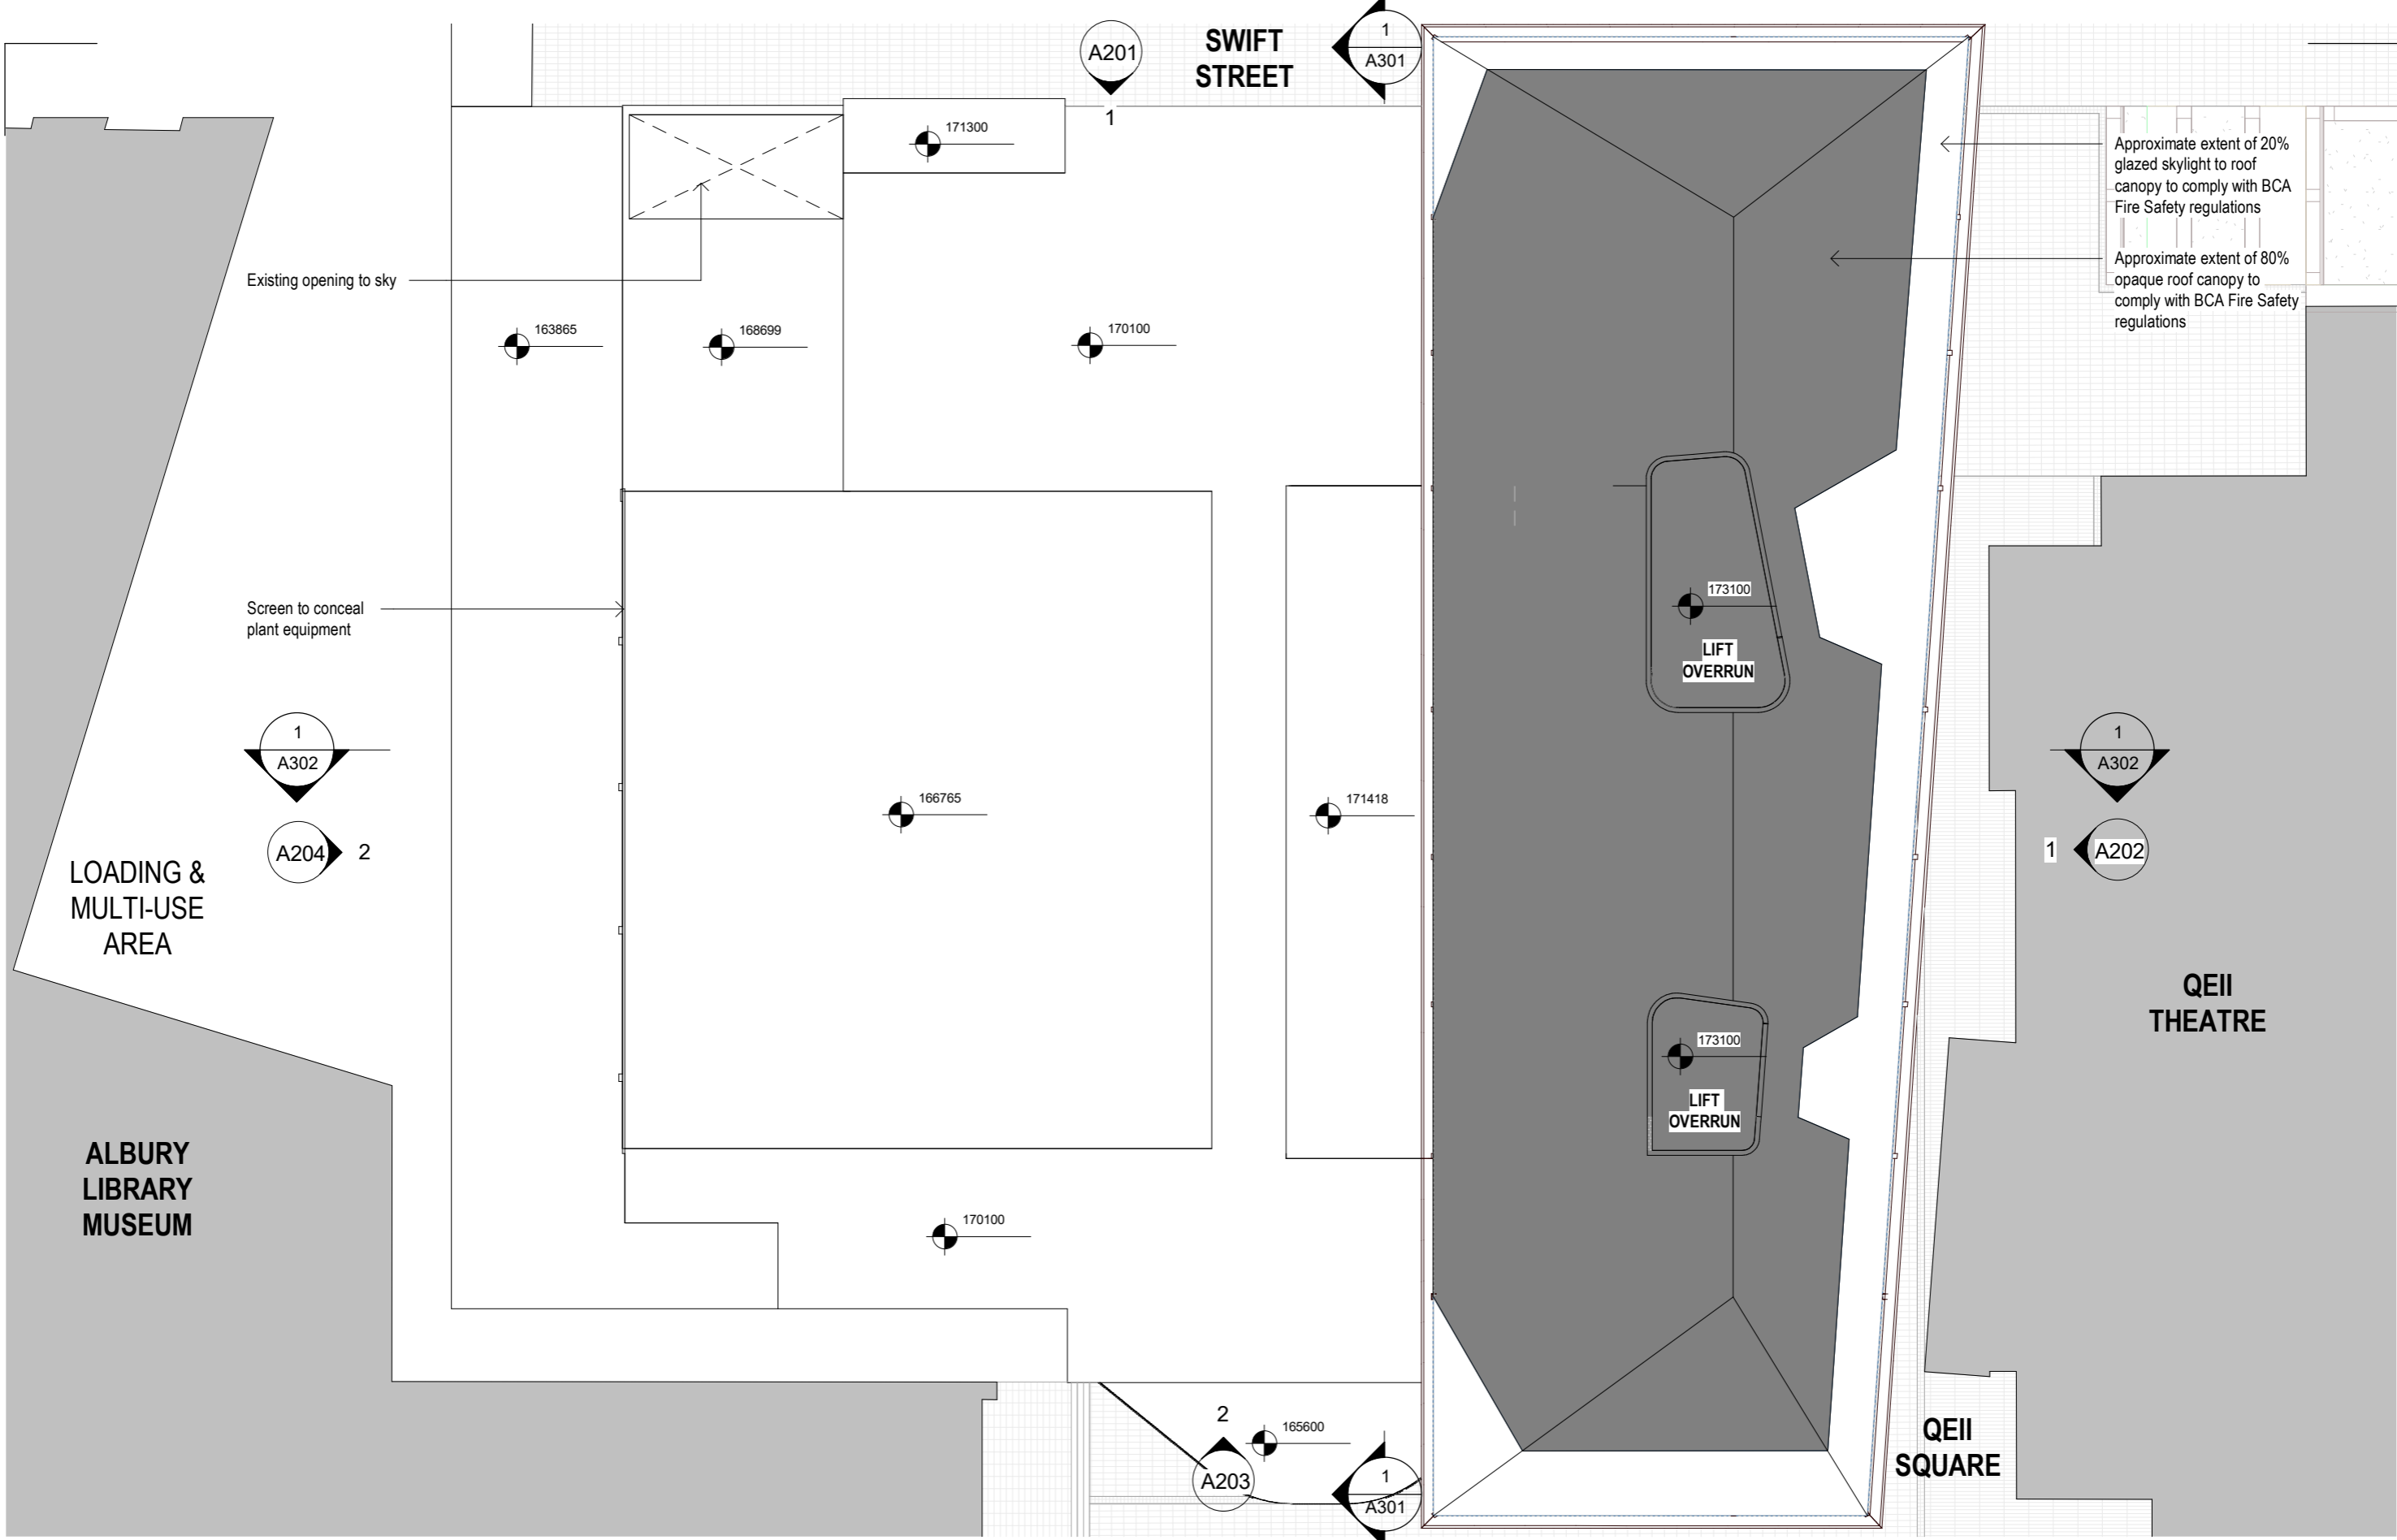 SWIFT
STREET
A201
1
1
A301
171300
Approximate extent of 20%
glazed skylight to roof
canopy to comply with BCA
Fire Safety regulations
Approximate extent of 80%
opaque roof canopy to
comply with BCA Fire Safety
regulations
Existing opening to sky
163865
168699
170100
Screen to conceal
plant equipment
173100
LIFT
OVERRUN
1
A302
1
A302
166765
171418
A204
2
1
A202
LOADING &
MULTI-USE
AREA
QEII
THEATRE
173100
LIFT
OVERRUN
ALBURY
LIBRARY
MUSEUM
170100
2
165600
A203
1
A301
QEII
SQUARE